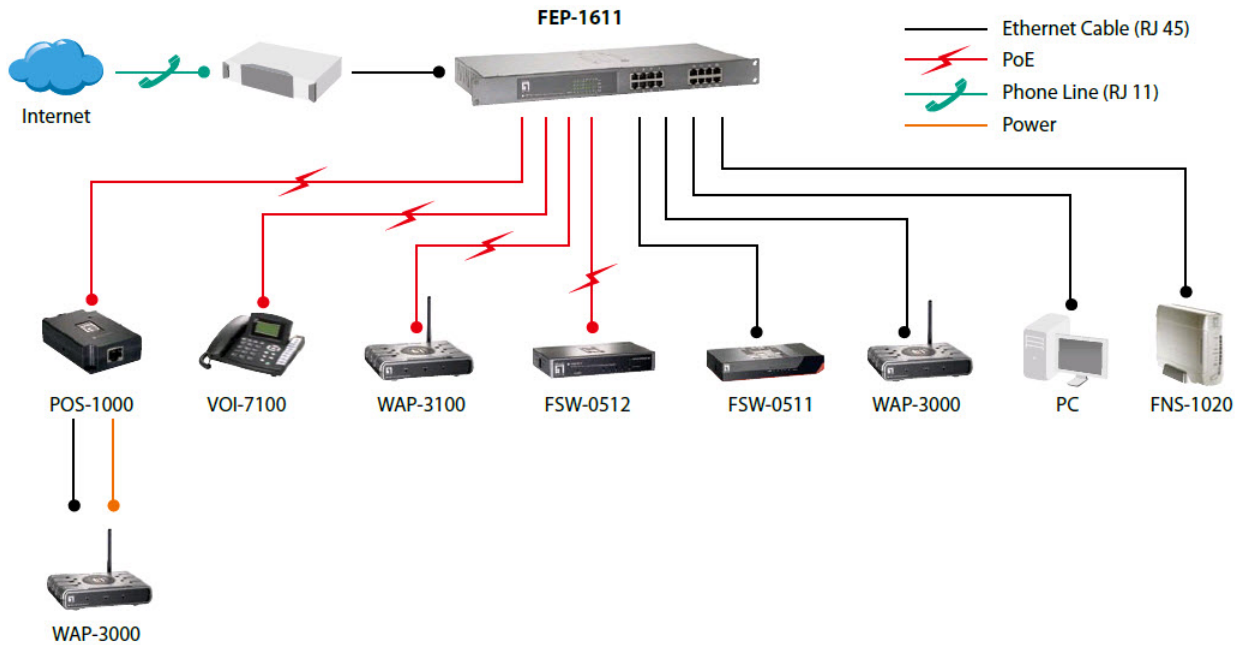 FEP-1611
Ethernet Cable (RJ 45)
PoE
Phone Line (RJ 11)
Power
Internet
POS-1000
VOI-7100
WAP-3100
FSW-0512
FSW-0511
WAP-3000
PC
FNS-1020
WAP-3000